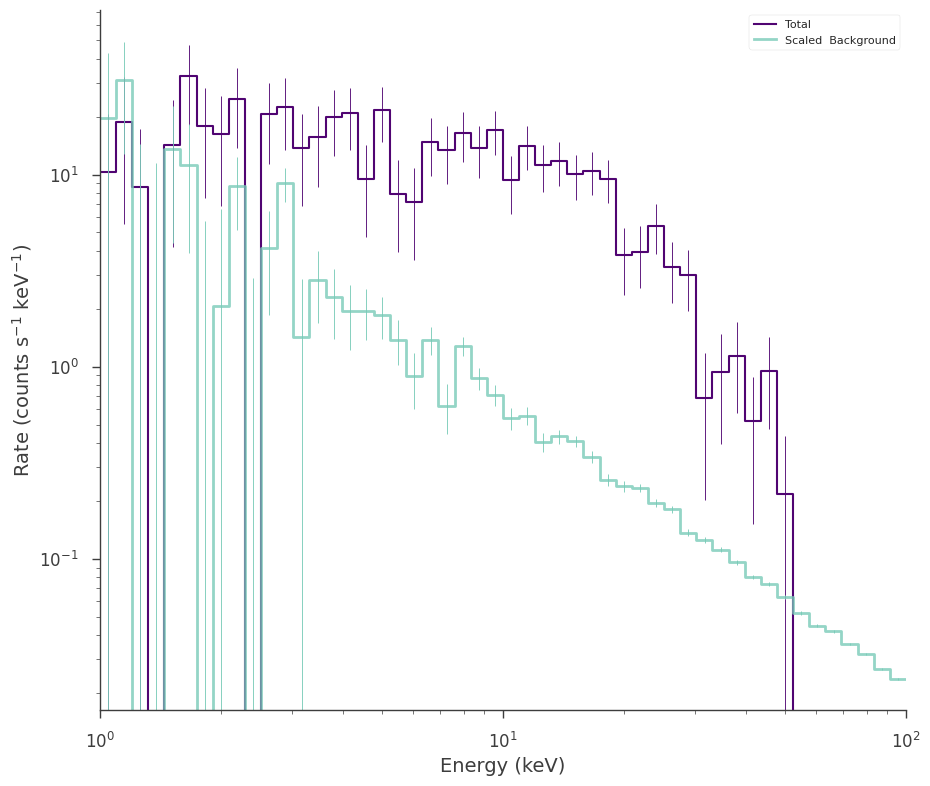 Total
Scaled  Background
Rate (counts s⁻¹ keV⁻¹)
10¹
10⁰
10⁻¹
10⁰
10¹
10²
Energy (keV)